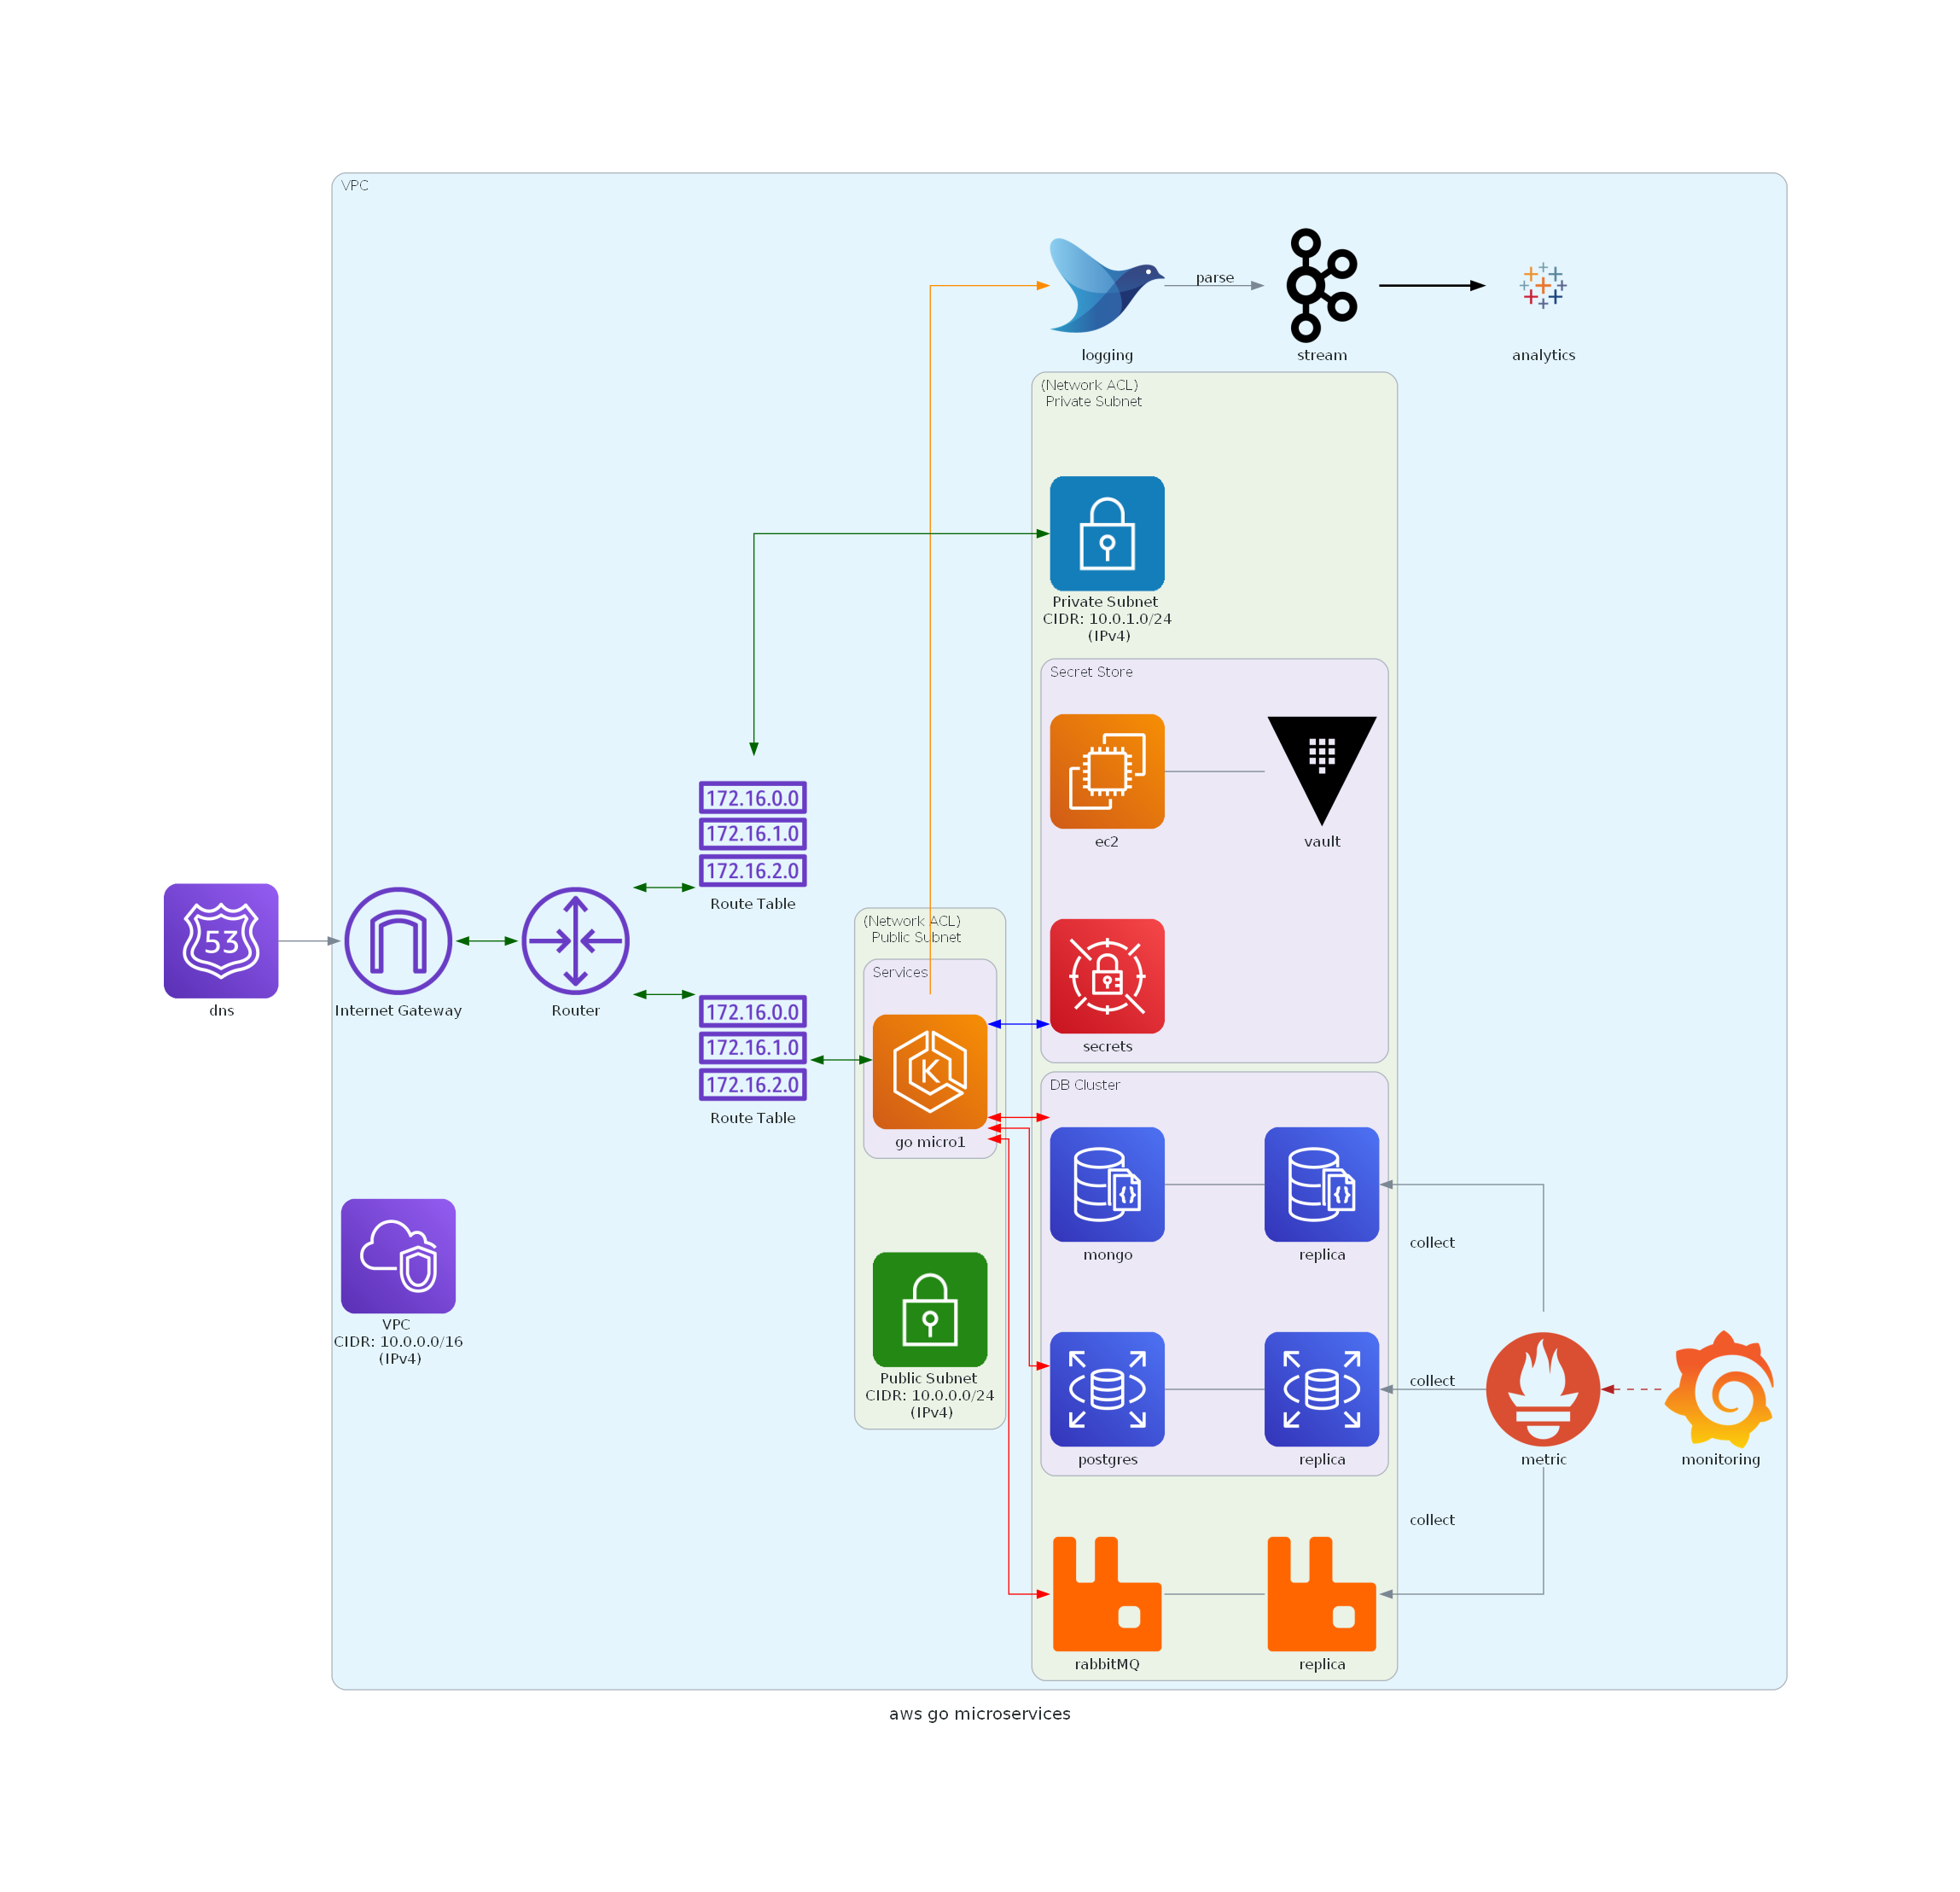 VPC
parse
logging
stream
analytics
(Network ACL)
Private Subnet
Private Subnet
CIDR: 10.0.1.0/24
(IPv4)
Secret Store
ec2
vault
172.16.0.0
172.16.1.0
172.16.2.0
Route Table
53
dns
Internet Gateway
Router
(Network ACL)
Public Subnet
Services
secrets
172.16.0.0
172.16.1.0
172.16.2.0
Route Table
K
go micro1
DB Cluster
{}
mongo
{}
replica
collect
VPC
CIDR: 10.0.0.0/16
(IPv4)
Public Subnet
CIDR: 10.0.0.0/24
(IPv4)
collect
postgres
replica
metric
monitoring
collect
rabbitMQ
replica
aws go microservices